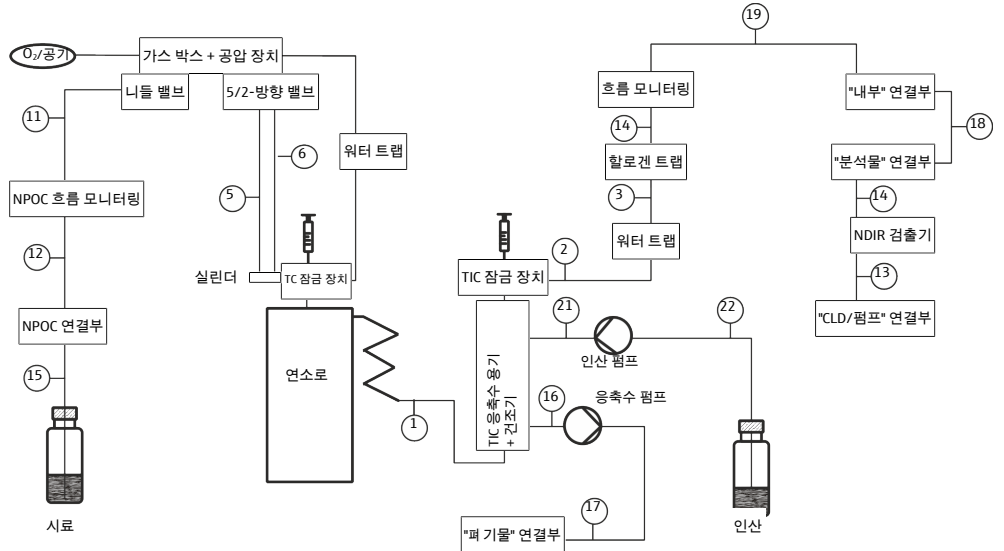 19
O₂/공기
가스 박스 + 공압 장치
니들 밸브
5/2-방향 밸브
흐름 모니터링
"내부" 연결부
11
14
18
6
워터 트랩
할로겐 트랩
"분석물" 연결부
NPOC 흐름 모니터링
5
3
14
12
2
워터 트랩
NDIR 검출기
실린더
TC 잠금 장치
TIC 잠금 장치
13
NPOC 연결부
21
22
"CLD/펌프" 연결부
인산 펌프
연소로
15
TIC 응축수 용기
+ 건조기
16
응축수 펌프
1
17
시료
"폐 기물" 연결부
인산